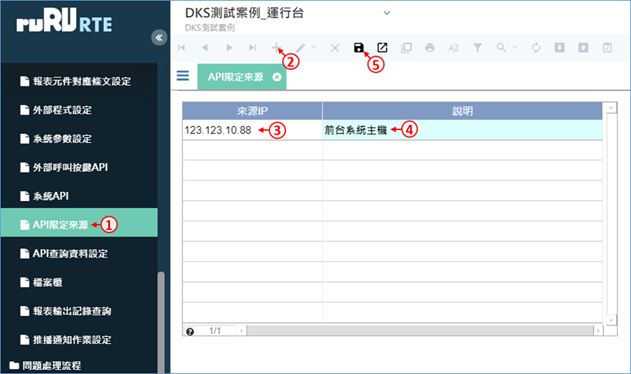 ruRU RTE
DKS測試案例_運行台
DKS測試案例
②
⑤
報表元件對應條文設定
外部程式設定
系統參數設定
外部呼叫按鍵API
系統API
API限定來源 ①
API查詢資料設定
檔案櫃
報表輸出記錄查詢
推播通知作業設定
問題處理流程
API限定來源
來源IP 說明
123.123.10.88 ③ 前台系統主機 ④
1/1